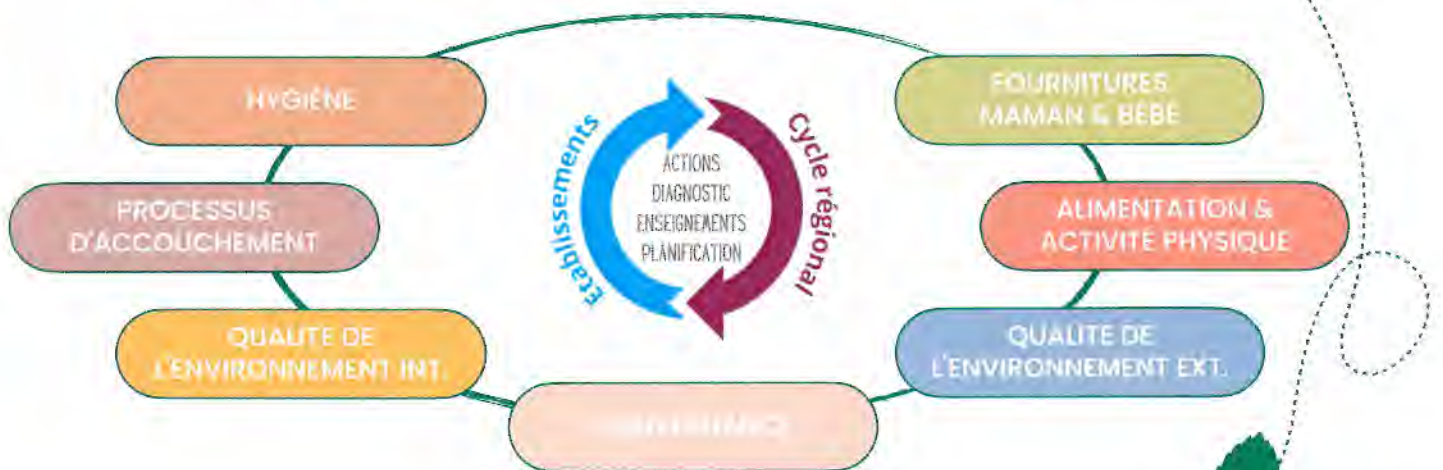 HYGIÈNE
FOURNITURES
MAMAN & BÉBÉ
Etablissements
ACTIONS
DIAGNOSTIC
ENSEIGNEMENTS
PLANIFICATION
Cycle régional
PROCESSUS
D'ACCOUCHEMENT
ALIMENTATION &
ACTIVITÉ PHYSIQUE
QUALITÉ DE
L'ENVIRONNEMENT INT.
QUALITÉ DE
L'ENVIRONNEMENT EXT.